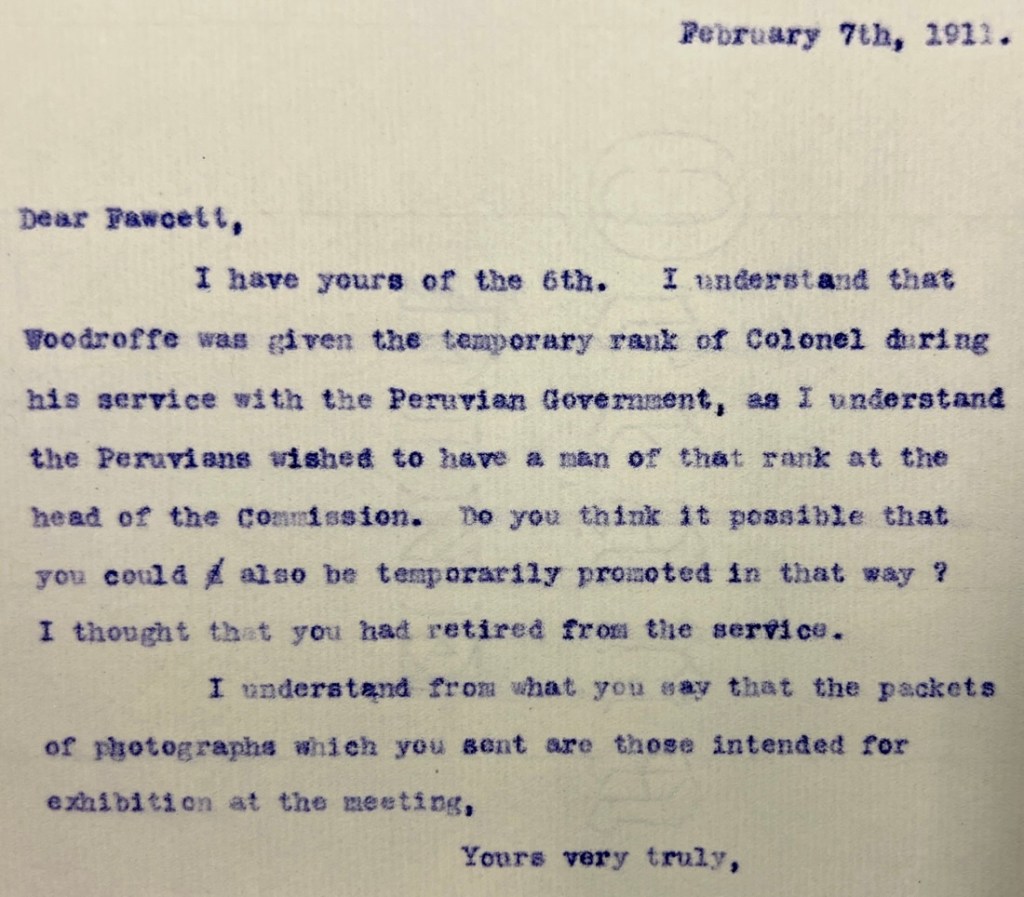 February 7th, 1911.
Dear Fawcett,
I have yours of the 6th. I understand that
Woodroffe was given the temporary rank of Colonel during
his service with the Peruvian Government, as I understand
the Peruvians wished to have a man of that rank at the
head of the Commission. Do you think it possible that
you could also be temporarily promoted in that way ?
I thought that you had retired from the service.
I understand from what you say that the packets
of photographs which you sent are those intended for
exhibition at the meeting,
Yours very truly,